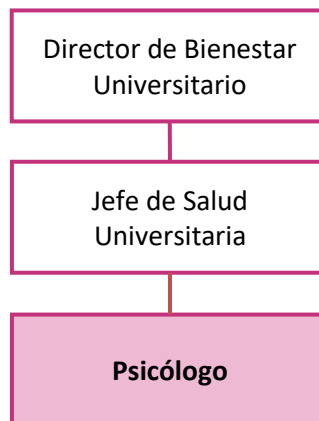 Director de Bienestar
Universitario
Jefe de Salud
Universitaria
Psicólogo